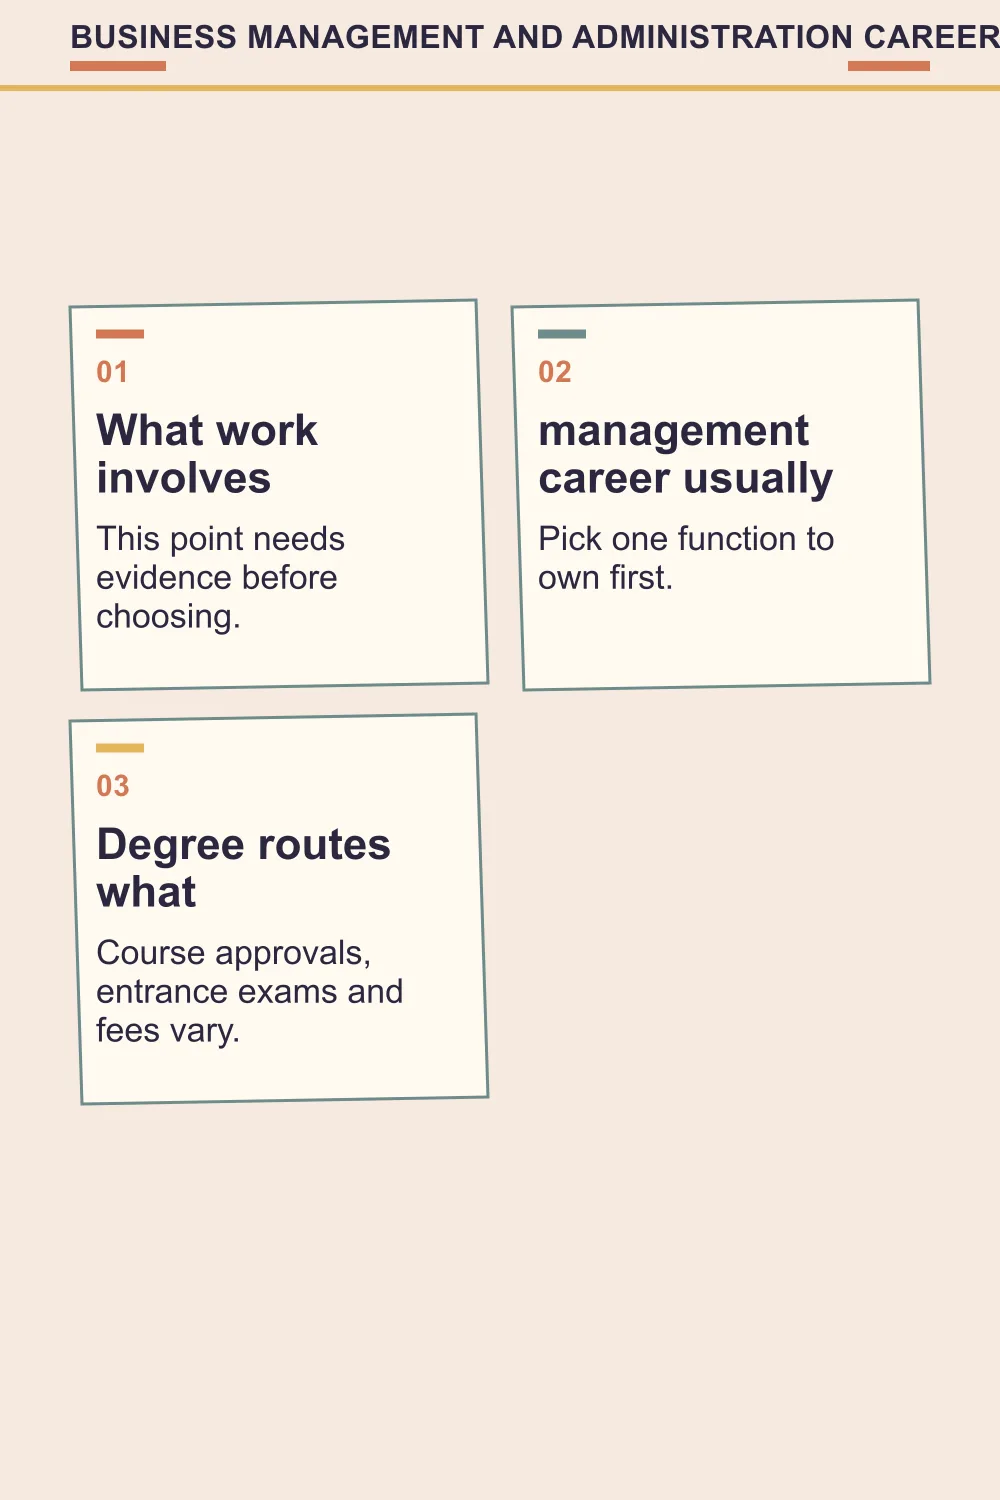 BUSINESS MANAGEMENT AND ADMINISTRATION CAREER
01
What work
involves
This point needs
evidence before
choosing.
02
management
career usually
Pick one function to
own first.
03
Degree routes
what
Course approvals,
entrance exams and
fees vary.